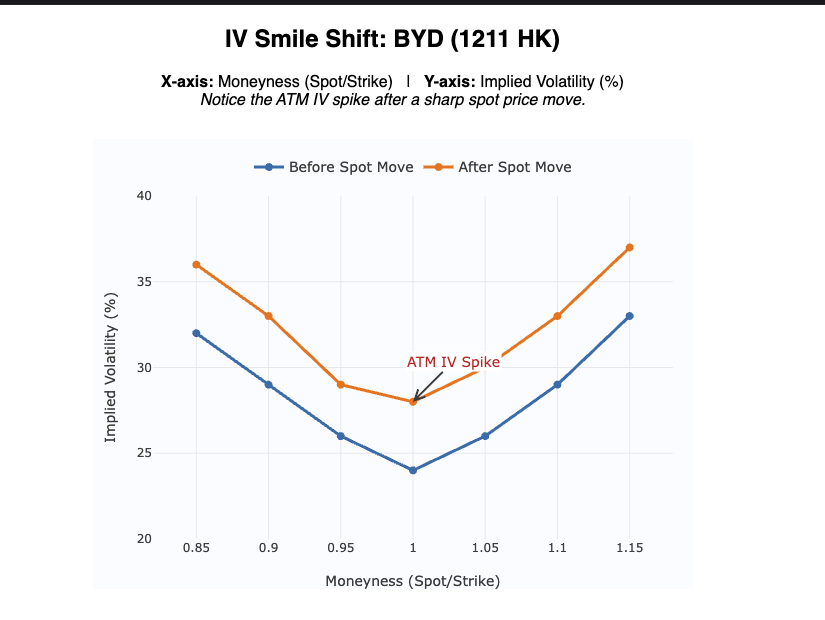 IV Smile Shift: BYD (1211 HK)
X-axis: Moneyness (Spot/Strike) | Y-axis: Implied Volatility (%)
Notice the ATM IV spike after a sharp spot price move.
Before Spot Move After Spot Move
40
35
30
25
20
Implied Volatility (%)
ATM IV Spike
0.85 0.9 0.95 1 1.05 1.1 1.15
Moneyness (Spot/Strike)